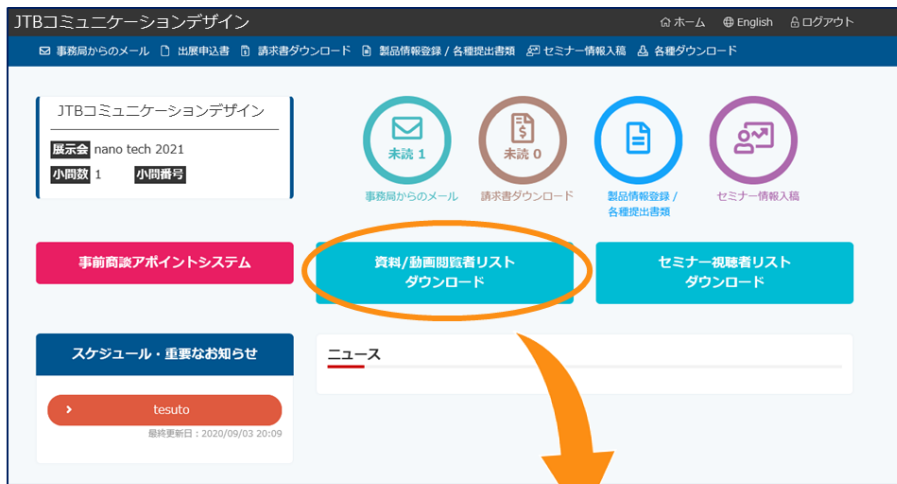 JTBコミュニケーションデザイン
ホーム English ログアウト
事務局からのメール 出展申込書 請求書ダウンロード 製品情報登録 / 各種提出書類 セミナー情報入稿 各種ダウンロード
JTBコミュニケーションデザイン
展示会 nano tech 2021
小間数 1 小間番号
未読 1
未読 0
事務局からのメール
請求書ダウンロード
製品情報登録 /
各種提出書類
セミナー情報入稿
事前商談アポイントシステム
資料/動画閲覧者リスト
ダウンロード
セミナー視聴者リスト
ダウンロード
スケジュール・重要なお知らせ
tesuto
最終更新日：2020/09/03 20:09
ニュース